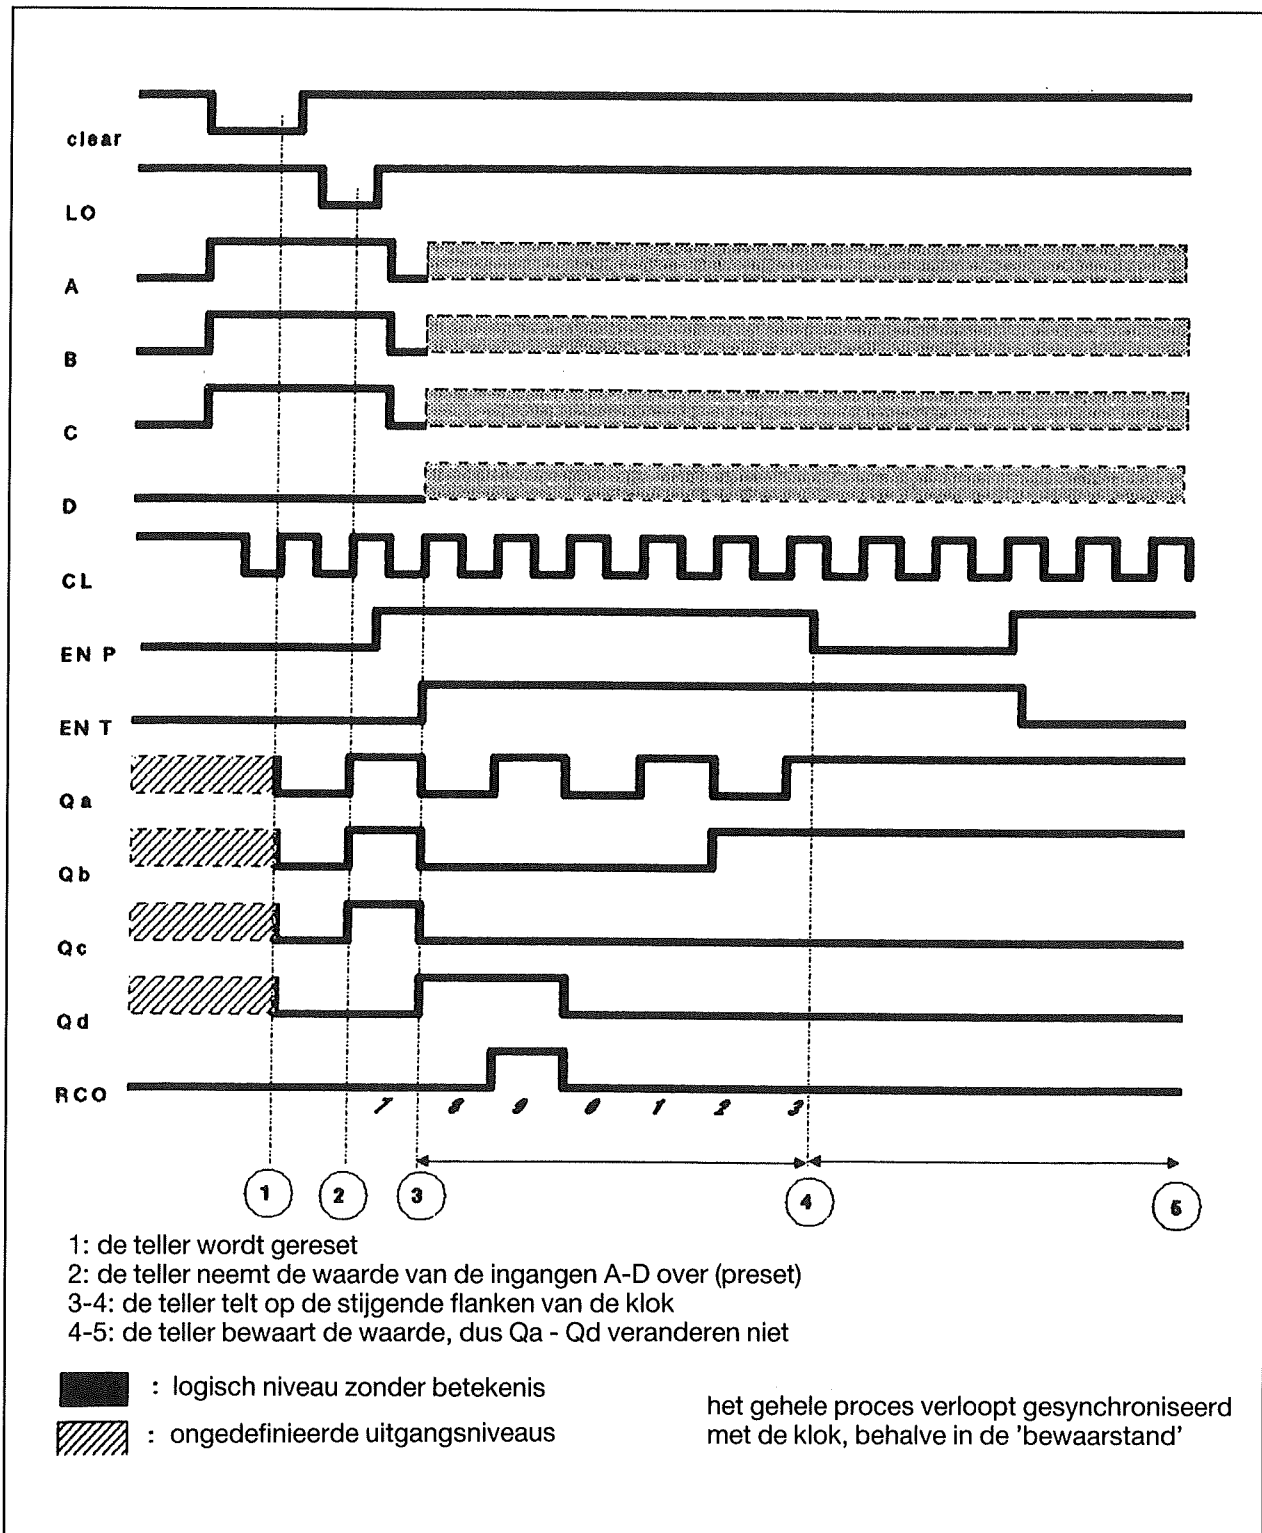 clear
LO
A
B
C
D
CL
EN P
EN T
Qa
Qb
Qc
Qd
RCO
7 8 9 0 1 2 3
1 2 3 4 5
1: de teller wordt gereset
2: de teller neemt de waarde van de ingangen A-D over (preset)
3-4: de teller telt op de stijgende flanken van de klok
4-5: de teller bewaart de waarde, dus Qa - Qd veranderen niet
: logisch niveau zonder betekenis
: ongedefinieerde uitgangsniveaus
het gehele proces verloopt gesynchroniseerd
met de klok, behalve in de 'bewaarstand'